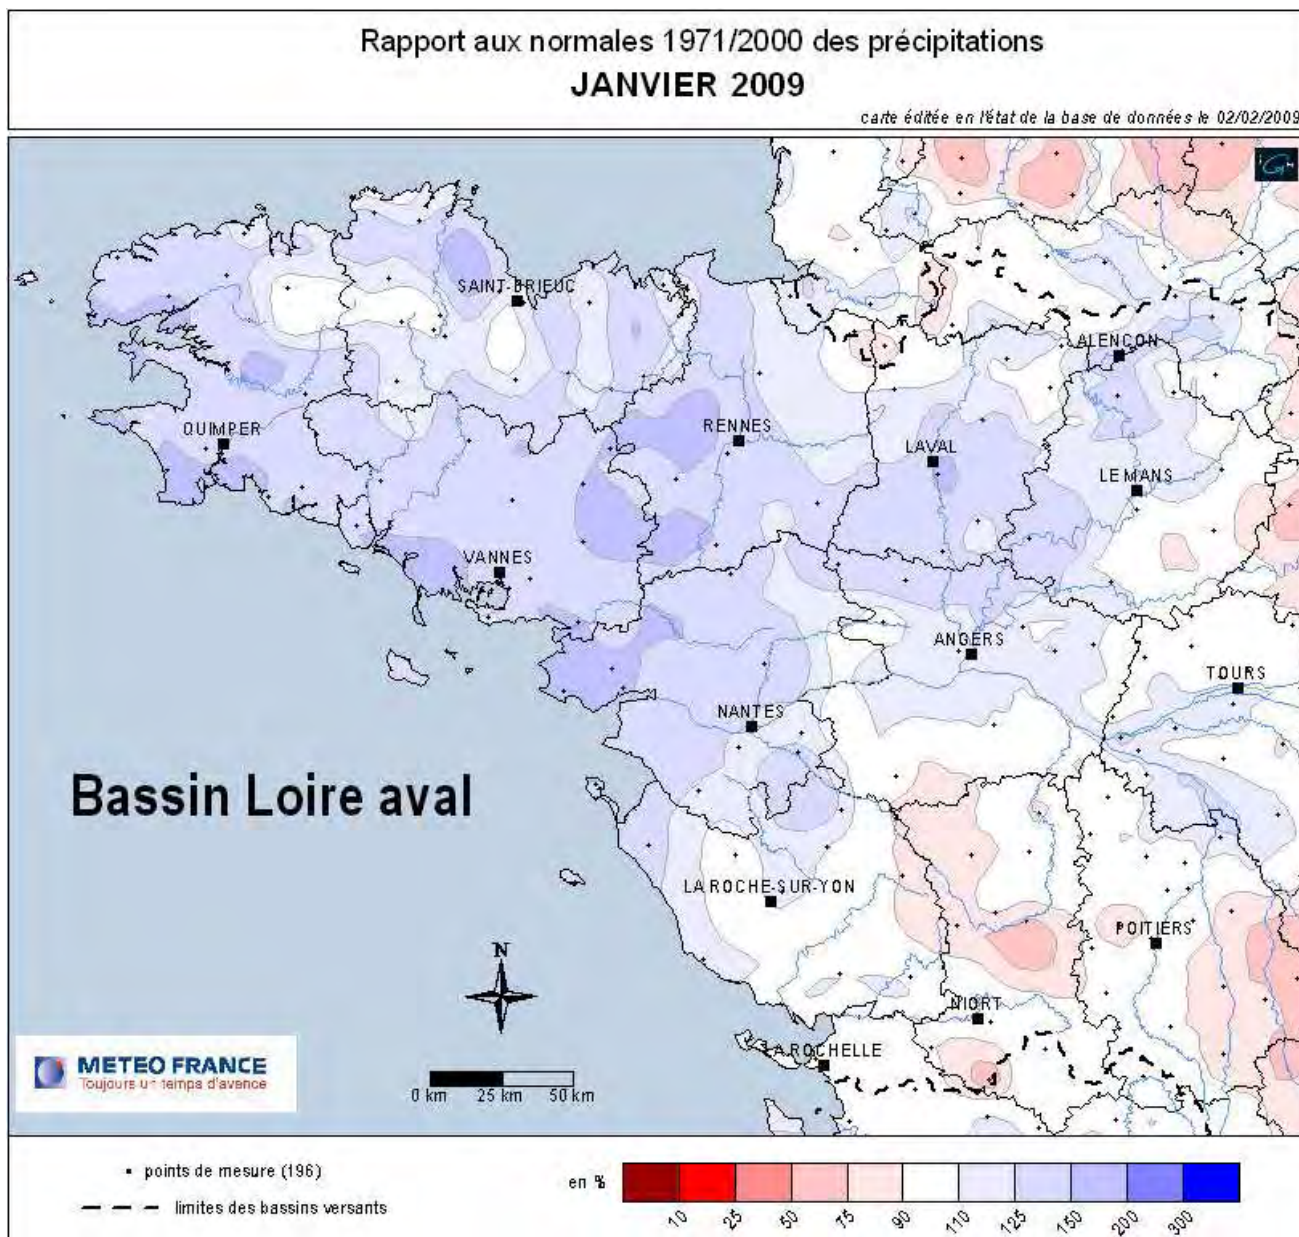 Rapport aux normales 1971/2000 des précipitations
JANVIER 2009
carte éditée en l'état de la base de données le 02/02/2009
SAINT-BRIEUC
ALENCON
QUIMPER
RENNES
LAVAL
LE MANS
VANNES
ANGERS
TOURS
NANTES
Bassin Loire aval
LA ROCHE-SUR-YON
POITIERS
N
NIORT
LA ROCHELLE
METEO FRANCE
Toujours un temps d'avance
0 km 25 km 50 km
points de mesure (196)
limites des bassins versants
en %
10 25 50 75 90 110 125 150 200 300